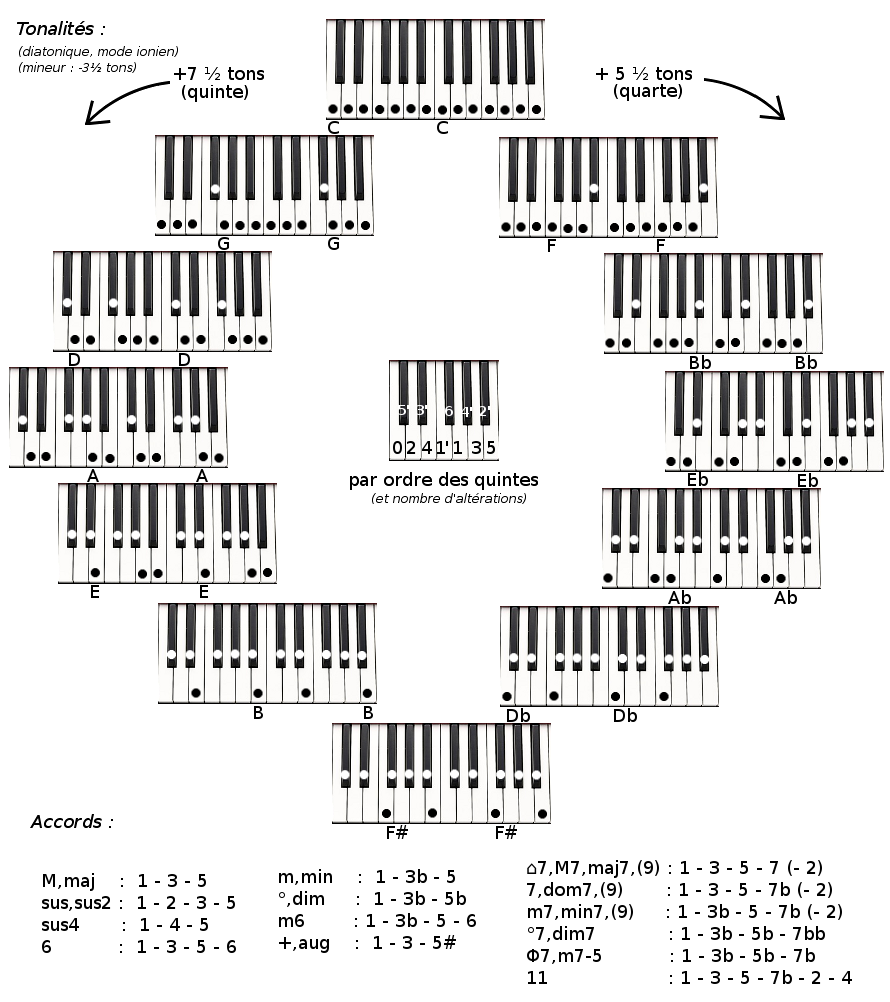 Tonalités :
(diatonique, mode ionien)
(mineur : -3½ tons)
+7 ½ tons
(quinte)
+ 5 ½ tons
(quarte)
C C
G G
F F
D D
Bb Bb
5' 3' 6 4' 2'
0 2 4 1' 1 3 5
A A
par ordre des quintes
(et nombre d'altérations)
Eb Eb
E E
Ab Ab
B B
Db Db
F# F#
Accords :
M,maj : 1 - 3 - 5
sus,sus2 : 1 - 2 - 3 - 5
sus4 : 1 - 4 - 5
6 : 1 - 3 - 5 - 6
m,min : 1 - 3b - 5
°,dim : 1 - 3b - 5b
m6 : 1 - 3b - 5 - 6
+,aug : 1 - 3 - 5#
⌂7,M7,maj7,(9) : 1 - 3 - 5 - 7 (- 2)
7,dom7,(9) : 1 - 3 - 5 - 7b (- 2)
m7,min7,(9) : 1 - 3b - 5 - 7b (- 2)
°7,dim7 : 1 - 3b - 5b - 7bb
Φ7,m7-5 : 1 - 3b - 5b - 7b
11 : 1 - 3 - 5 - 7b - 2 - 4